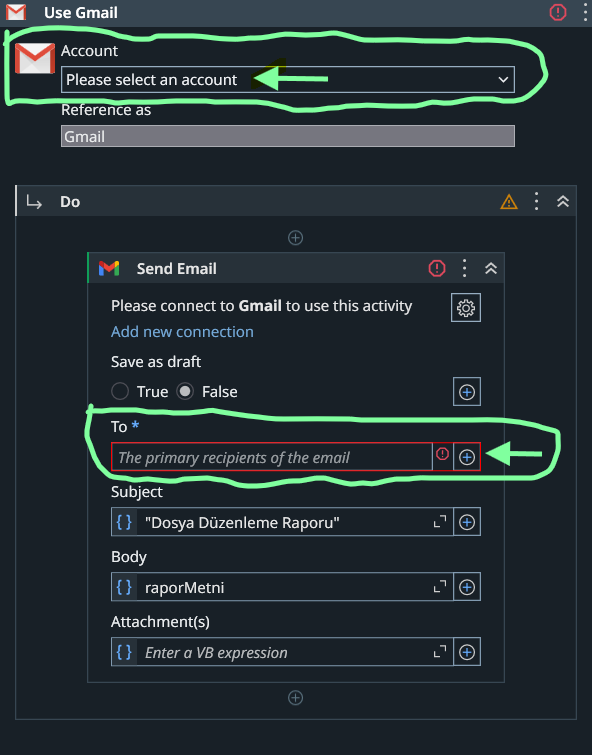 Use Gmail
Account
Please select an account
Reference as
Gmail
Do
Send Email
Please connect to Gmail to use this activity
Add new connection
Save as draft
True False
To *
The primary recipients of the email
Subject
{ } "Dosya Düzenleme Raporu"
Body
{ } raporMetni
Attachment(s)
{ } Enter a VB expression